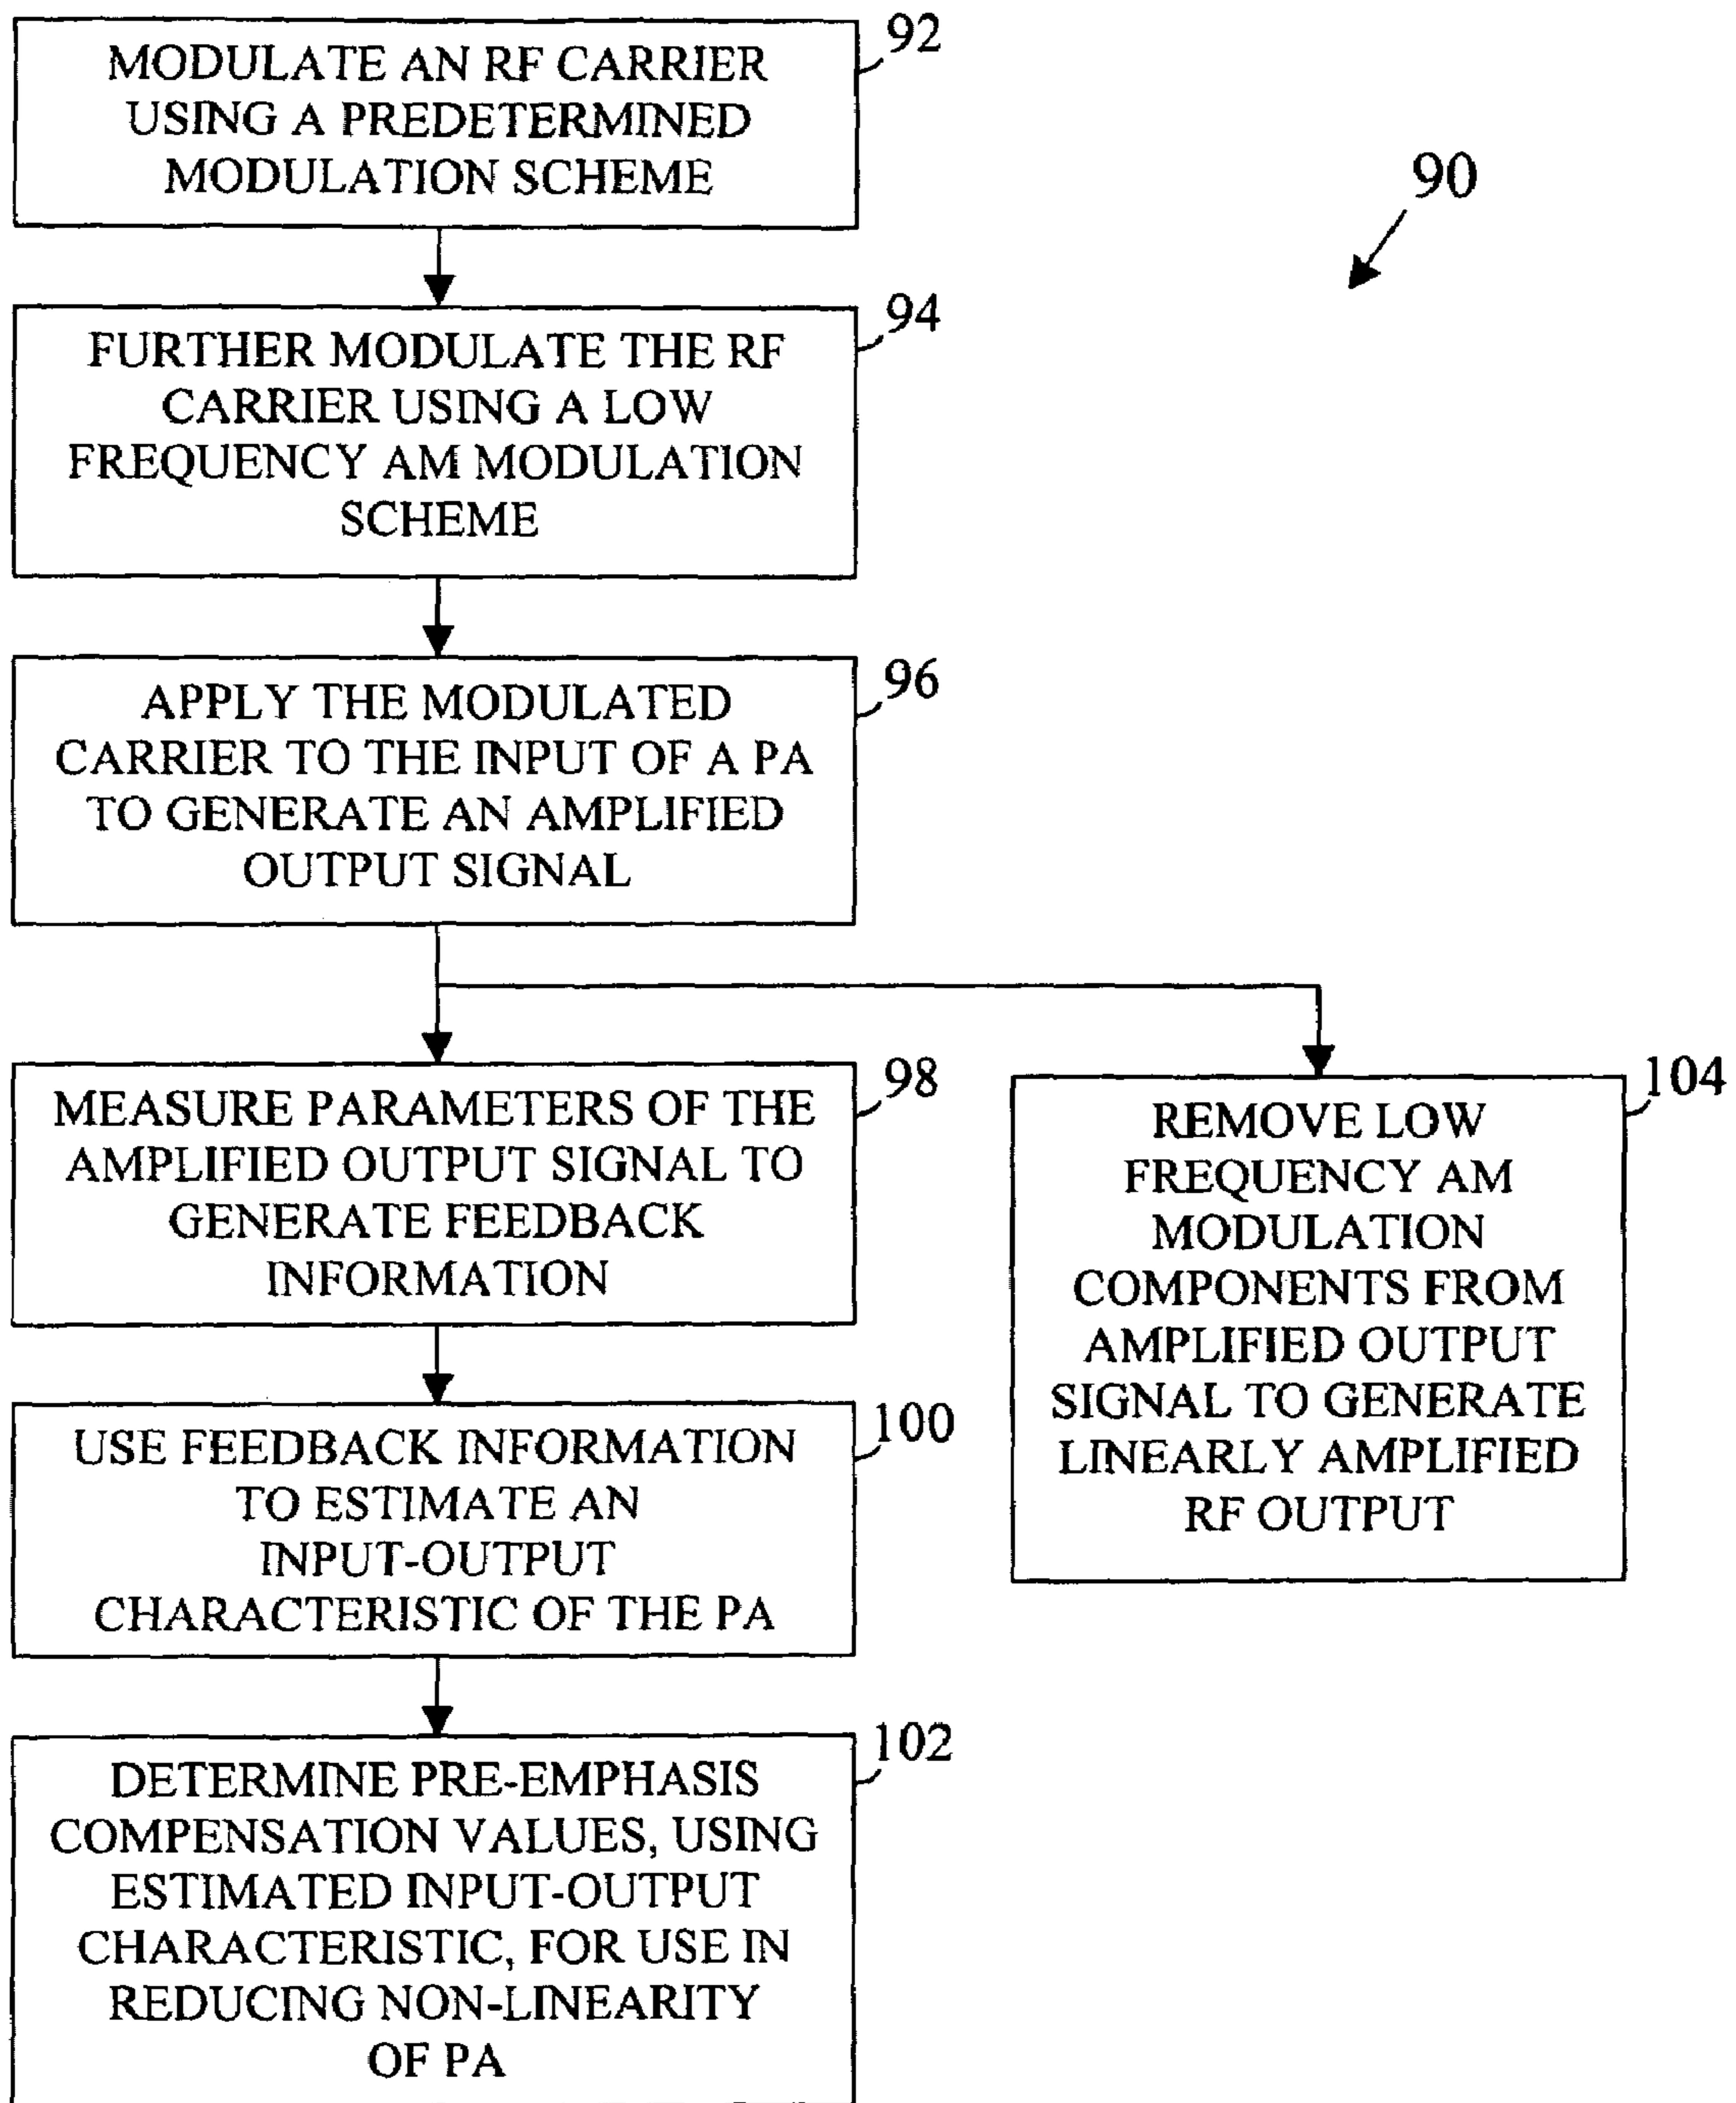 92
MODULATE AN RF CARRIER
USING A PREDETERMINED
MODULATION SCHEME
90
94
FURTHER MODULATE THE RF
CARRIER USING A LOW
FREQUENCY AM MODULATION
SCHEME
96
APPLY THE MODULATED
CARRIER TO THE INPUT OF A PA
TO GENERATE AN AMPLIFIED
OUTPUT SIGNAL
98
MEASURE PARAMETERS OF THE
AMPLIFIED OUTPUT SIGNAL TO
GENERATE FEEDBACK
INFORMATION
104
REMOVE LOW
FREQUENCY AM
MODULATION
COMPONENTS FROM
AMPLIFIED OUTPUT
SIGNAL TO GENERATE
LINEARLY AMPLIFIED
RF OUTPUT
100
USE FEEDBACK INFORMATION
TO ESTIMATE AN
INPUT-OUTPUT
CHARACTERISTIC OF THE PA
102
DETERMINE PRE-EMPHASIS
COMPENSATION VALUES, USING
ESTIMATED INPUT-OUTPUT
CHARACTERISTIC, FOR USE IN
REDUCING NON-LINEARITY
OF PA